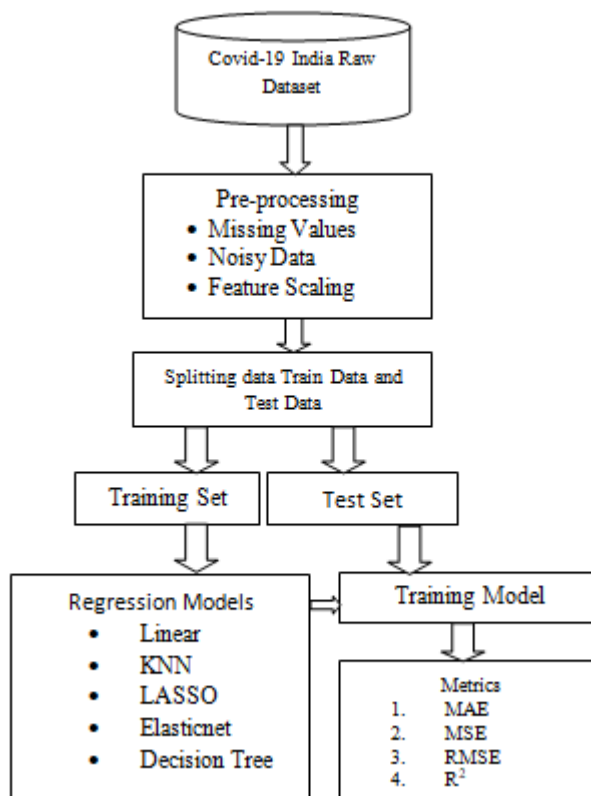 Covid-19 India Raw
Dataset
Pre-processing
• Missing Values
• Noisy Data
• Feature Scaling
Splitting data Train Data and
Test Data
Training Set
Test Set
Regression Models
• Linear
• KNN
• LASSO
• Elasticnet
• Decision Tree
Training Model
Metrics
1. MAE
2. MSE
3. RMSE
4. R²